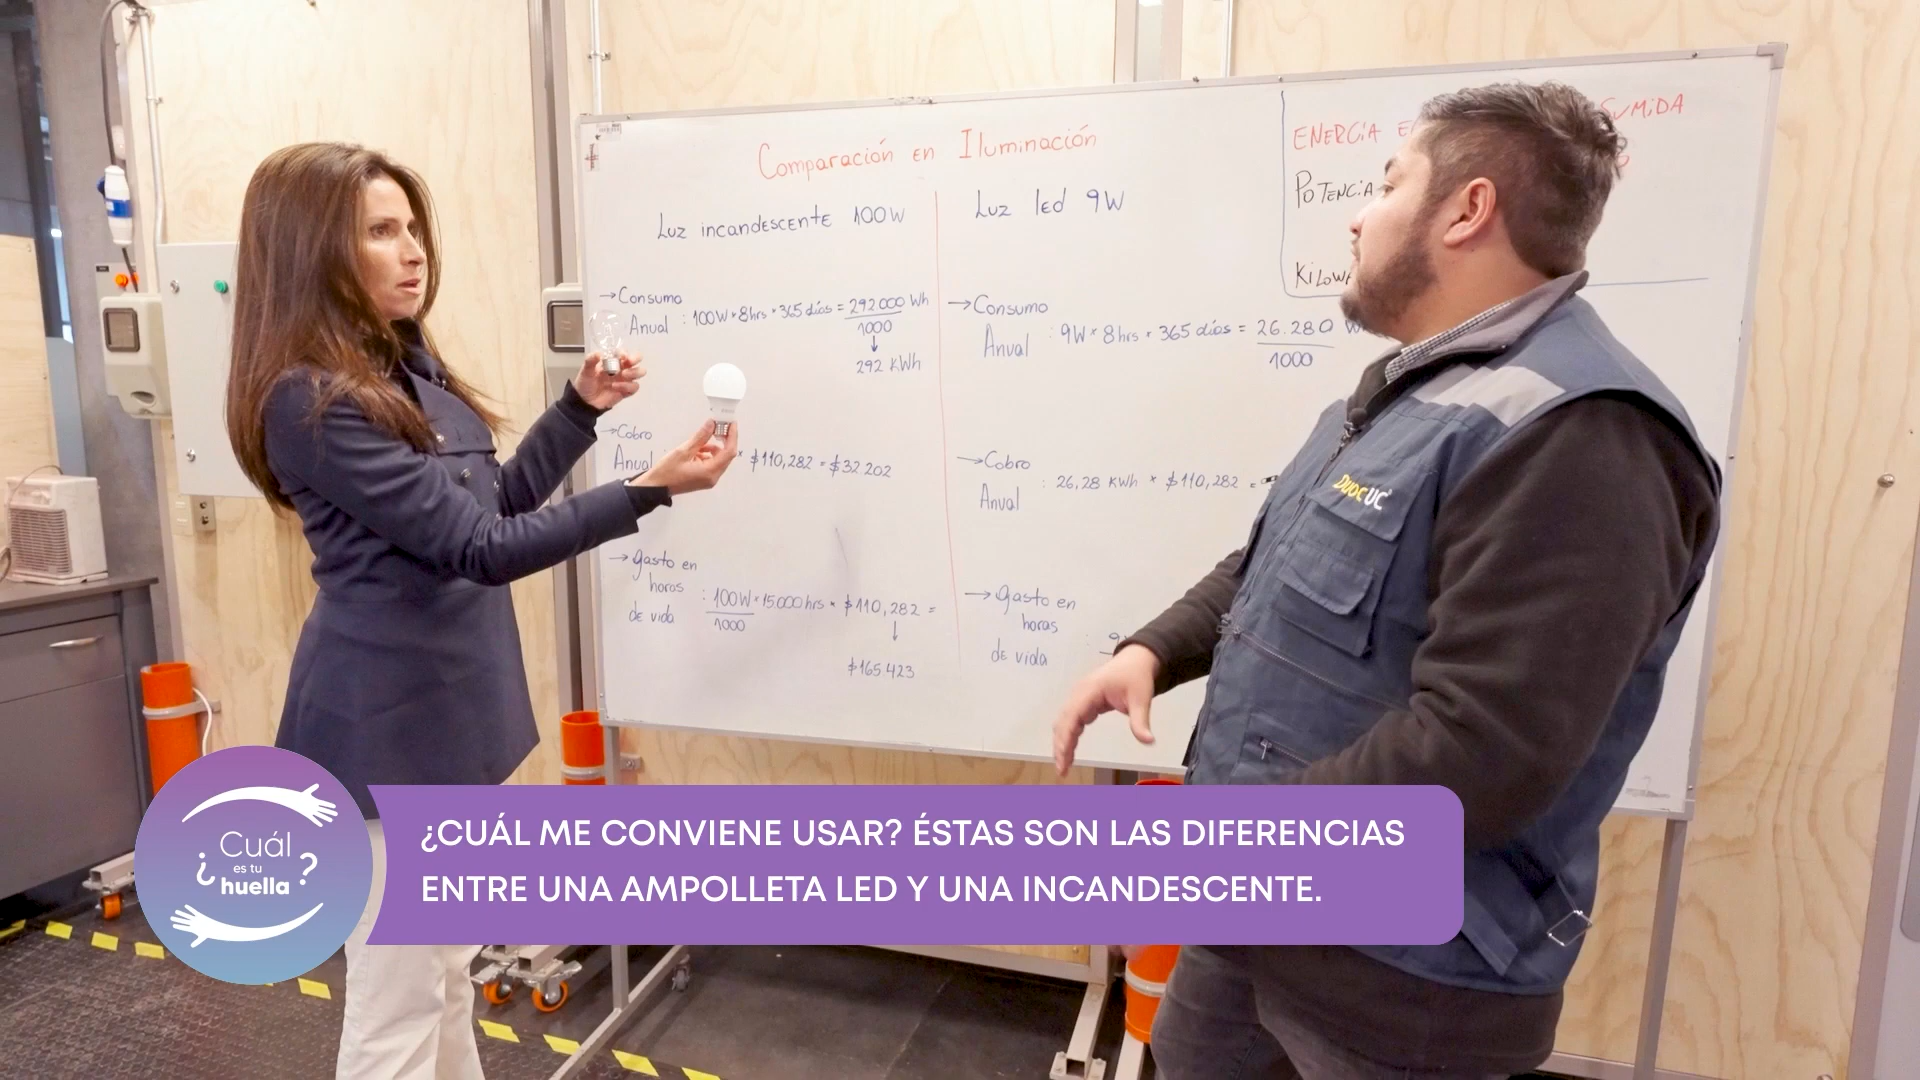 Comparación en Iluminación
Luz incandescente 100W
→Consumo
Anual : 100W * 8hrs * 365 días = 292000 Wh
1000
↓
292 KWh
→Cobro
Anual * $110,282 = $32.202
→gasto en
horas
de vida : 100W * 15.000 hrs * $110,282 =
1000
↓
$165.423
Luz led 9W
→Consumo
Anual : 9W * 8hrs * 365 días = 26.280
1000
→Cobro
Anual : 26,28 KWh * $110,282 =
→gasto en
horas
de vida :
ENERGÍA
POTENCIA
DUOC UC
¿Cuál
es tu
huella?
¿CUÁL ME CONVIENE USAR? ÉSTAS SON LAS DIFERENCIAS
ENTRE UNA AMPOLLETA LED Y UNA INCANDESCENTE.